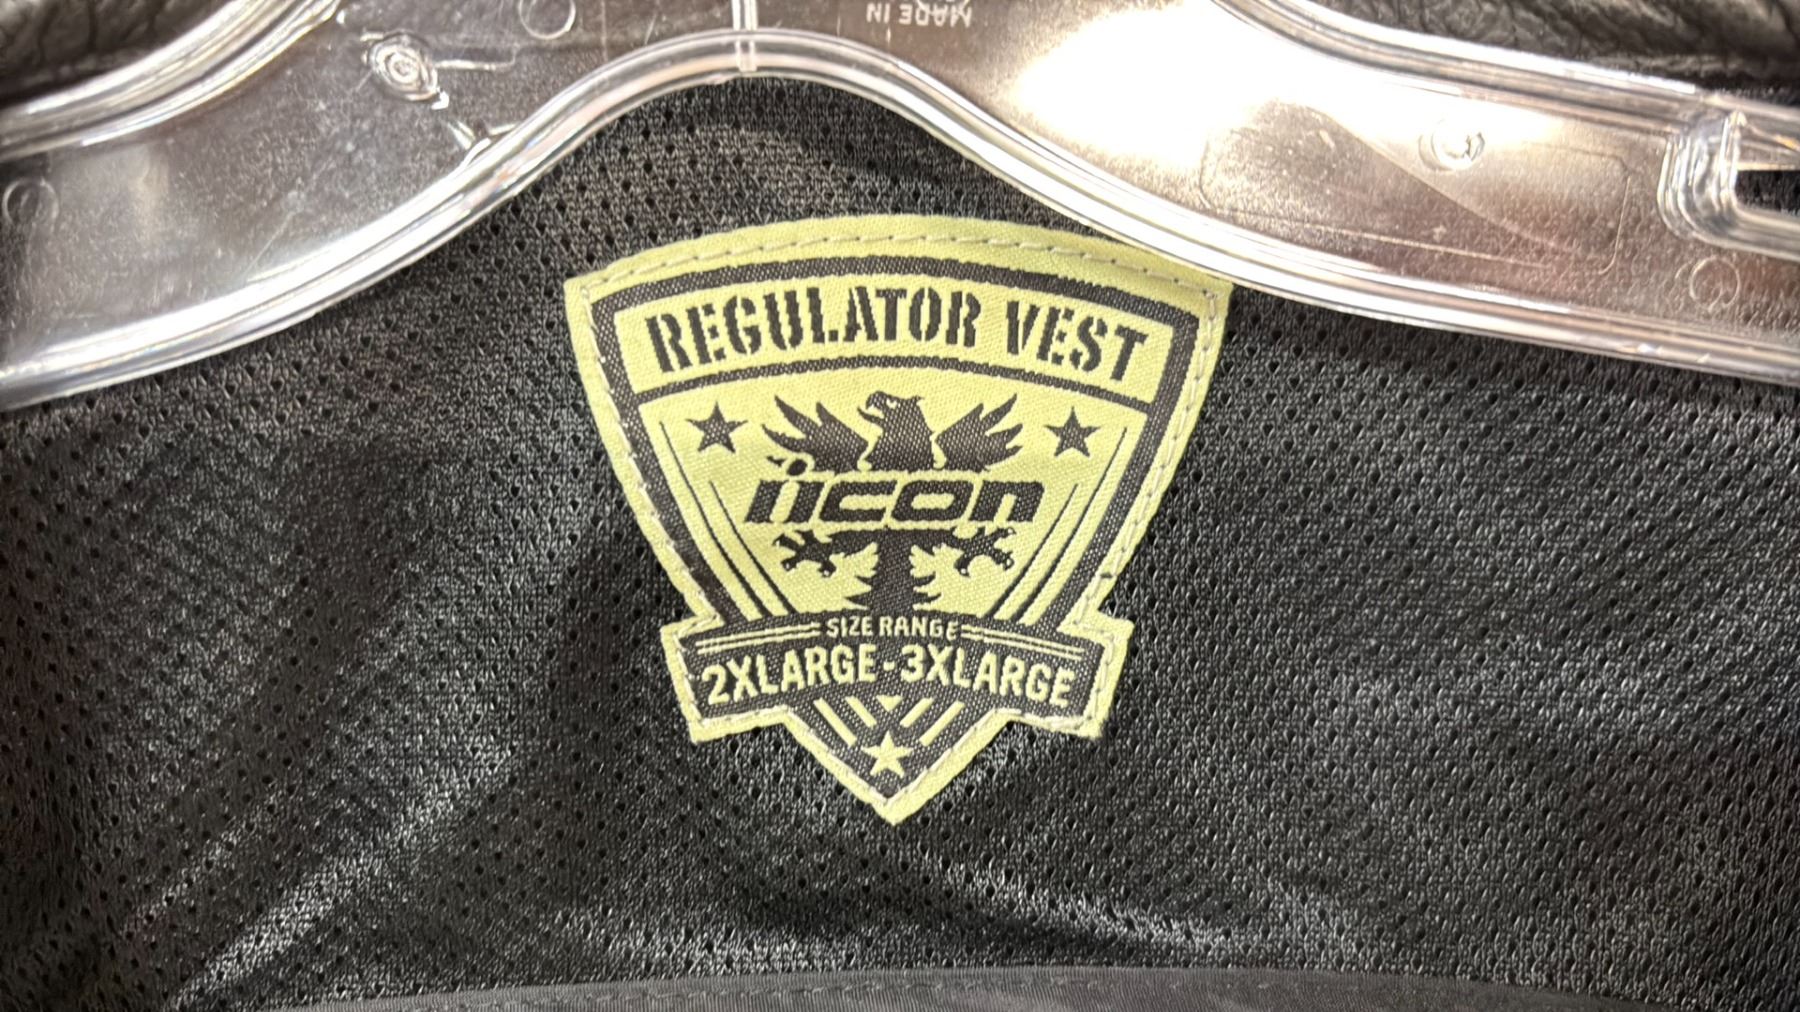 MADE IN
REGULATOR VEST
icon
SIZE RANGE
2XLARGE - 3XLARGE